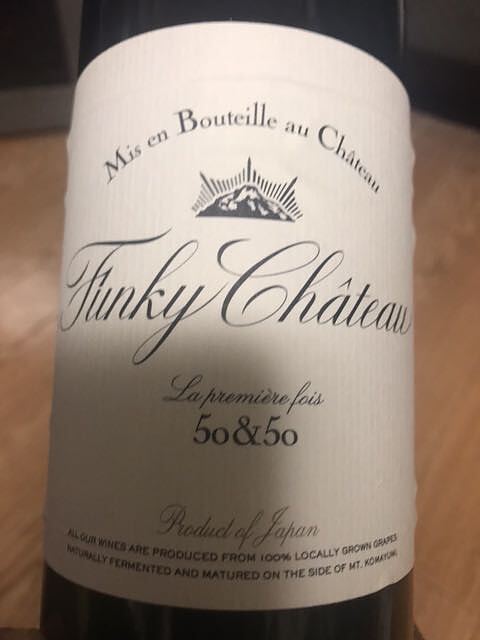 Mis en Bouteille au Château
Funky Château
La première fois
50&50
Product of Japan
ALL OUR WINES ARE PRODUCED FROM 100% LOCALLY GROWN GRAPES
NATURALLY FERMENTED AND MATURED ON THE SIDE OF MT. KOMAYUMI.